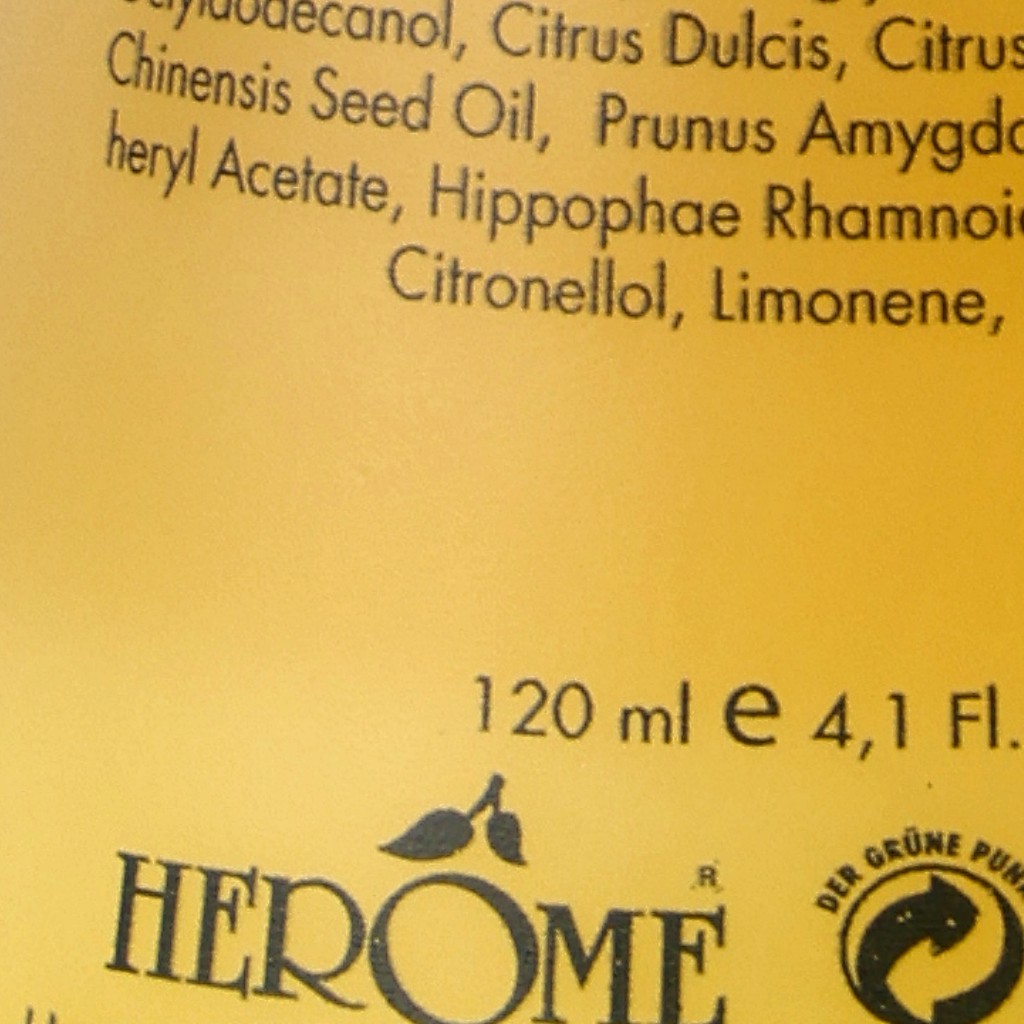 Citrus Dulcis, Citrus
Chinensis Seed Oil, Prunus
heryl Acetate, Hippophae
Citronellol, Limonene,
120 ml e 4,1 Fl.
HERÔME ®
DER GRÜNE